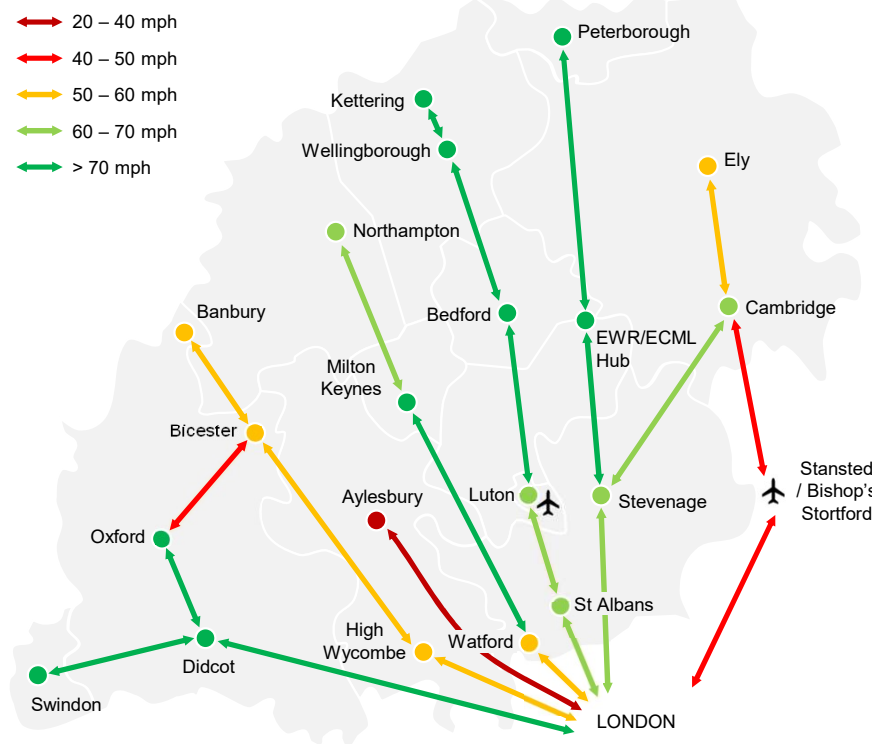 20 – 40 mph
40 – 50 mph
50 – 60 mph
60 – 70 mph
> 70 mph
Peterborough
Kettering
Wellingborough
Ely
Northampton
Banbury
Bedford
Cambridge
EWR/ECML
Hub
Milton
Keynes
Bicester
Stansted
/ Bishop's
Stortford
Aylesbury
Luton
Stevenage
Oxford
St Albans
High
Wycombe
Watford
Didcot
Swindon
LONDON